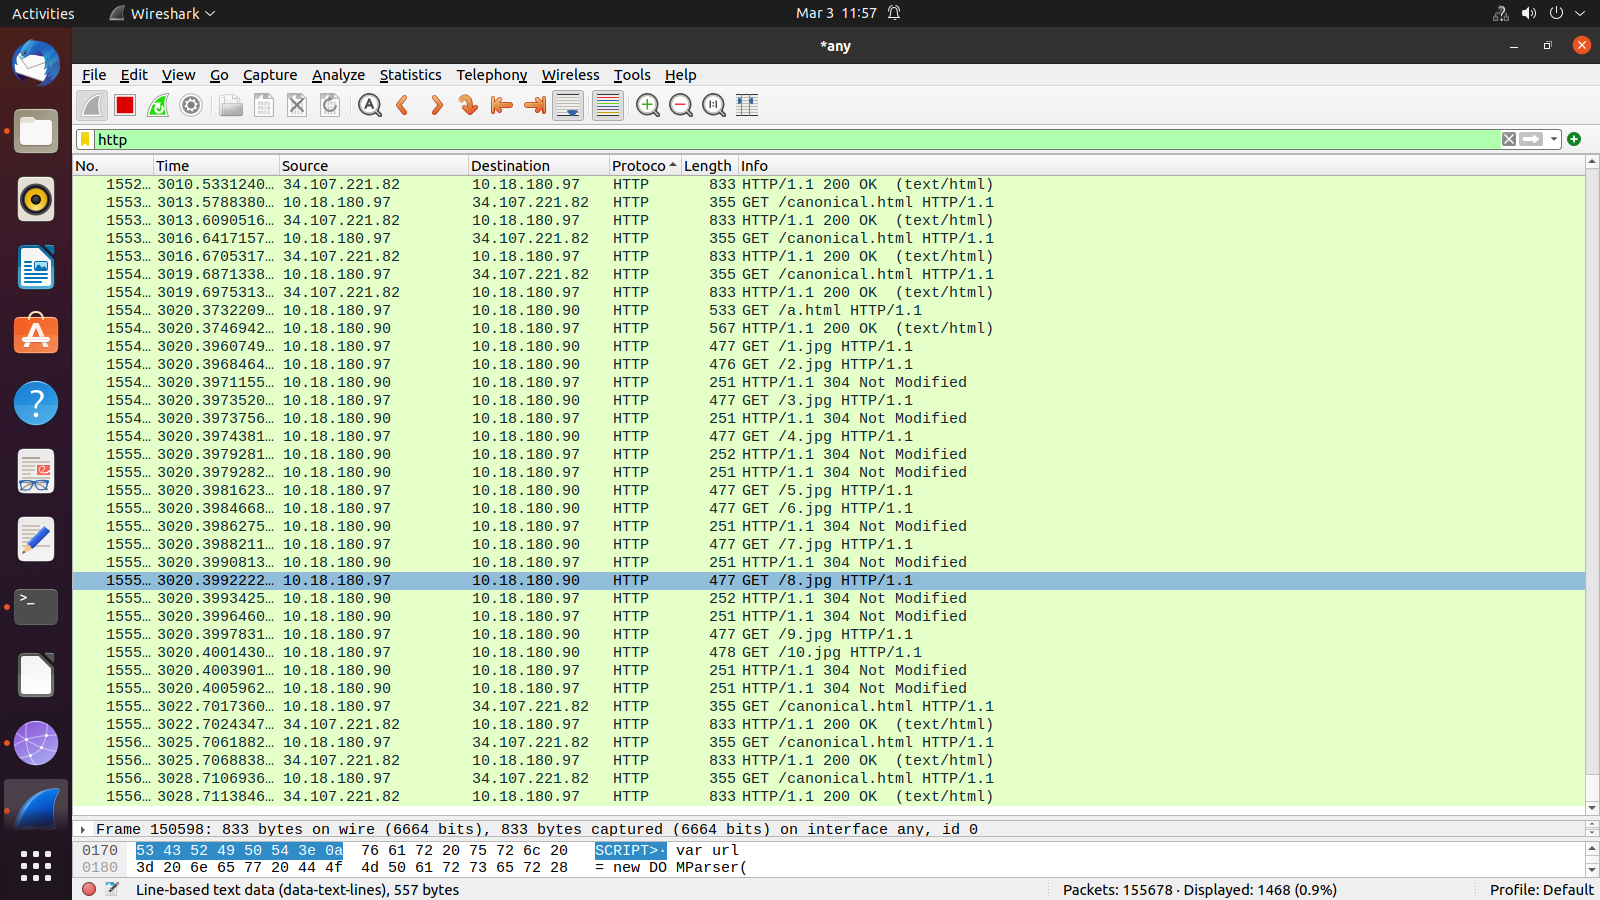 Activities Wireshark Mar 3 11:57
*any
File Edit View Go Capture Analyze Statistics Telephony Wireless Tools Help
http
No. Time Source Destination Protoco Length Info
1552… 3010.5331240… 34.107.221.82 10.18.180.97 HTTP 833 HTTP/1.1 200 OK (text/html)
1553… 3013.5788380… 10.18.180.97 34.107.221.82 HTTP 355 GET /canonical.html HTTP/1.1
1553… 3013.6090516… 34.107.221.82 10.18.180.97 HTTP 833 HTTP/1.1 200 OK (text/html)
1553… 3016.6417157… 10.18.180.97 34.107.221.82 HTTP 355 GET /canonical.html HTTP/1.1
1553… 3016.6705317… 34.107.221.82 10.18.180.97 HTTP 833 HTTP/1.1 200 OK (text/html)
1554… 3019.6871338… 10.18.180.97 34.107.221.82 HTTP 355 GET /canonical.html HTTP/1.1
1554… 3019.6975313… 34.107.221.82 10.18.180.97 HTTP 833 HTTP/1.1 200 OK (text/html)
1554… 3020.3732209… 10.18.180.97 10.18.180.90 HTTP 533 GET /a.html HTTP/1.1
1554… 3020.3746942… 10.18.180.90 10.18.180.97 HTTP 567 HTTP/1.1 200 OK (text/html)
1554… 3020.3960749… 10.18.180.97 10.18.180.90 HTTP 477 GET /1.jpg HTTP/1.1
1554… 3020.3968464… 10.18.180.97 10.18.180.90 HTTP 476 GET /2.jpg HTTP/1.1
1554… 3020.3971155… 10.18.180.90 10.18.180.97 HTTP 251 HTTP/1.1 304 Not Modified
1554… 3020.3973520… 10.18.180.97 10.18.180.90 HTTP 477 GET /3.jpg HTTP/1.1
1554… 3020.3973756… 10.18.180.90 10.18.180.97 HTTP 251 HTTP/1.1 304 Not Modified
1554… 3020.3974381… 10.18.180.97 10.18.180.90 HTTP 477 GET /4.jpg HTTP/1.1
1554… 3020.3979281… 10.18.180.90 10.18.180.97 HTTP 252 HTTP/1.1 304 Not Modified
1555… 3020.3979282… 10.18.180.90 10.18.180.97 HTTP 251 HTTP/1.1 304 Not Modified
1555… 3020.3981623… 10.18.180.97 10.18.180.90 HTTP 477 GET /5.jpg HTTP/1.1
1555… 3020.3984668… 10.18.180.97 10.18.180.90 HTTP 477 GET /6.jpg HTTP/1.1
1555… 3020.3986275… 10.18.180.90 10.18.180.97 HTTP 251 HTTP/1.1 304 Not Modified
1555… 3020.3988211… 10.18.180.97 10.18.180.90 HTTP 477 GET /7.jpg HTTP/1.1
1555… 3020.3990813… 10.18.180.90 10.18.180.97 HTTP 251 HTTP/1.1 304 Not Modified
1555… 3020.3992222… 10.18.180.97 10.18.180.90 HTTP 477 GET /8.jpg HTTP/1.1
1555… 3020.3993425… 10.18.180.90 10.18.180.97 HTTP 252 HTTP/1.1 304 Not Modified
1555… 3020.3996460… 10.18.180.90 10.18.180.97 HTTP 251 HTTP/1.1 304 Not Modified
1555… 3020.3997831… 10.18.180.97 10.18.180.90 HTTP 477 GET /9.jpg HTTP/1.1
1555… 3020.4001430… 10.18.180.97 10.18.180.90 HTTP 478 GET /10.jpg HTTP/1.1
1555… 3020.4003901… 10.18.180.90 10.18.180.97 HTTP 251 HTTP/1.1 304 Not Modified
1555… 3020.4005962… 10.18.180.90 10.18.180.97 HTTP 251 HTTP/1.1 304 Not Modified
1555… 3022.7017360… 10.18.180.97 34.107.221.82 HTTP 355 GET /canonical.html HTTP/1.1
1555… 3022.7024347… 34.107.221.82 10.18.180.97 HTTP 833 HTTP/1.1 200 OK (text/html)
1556… 3025.7061882… 10.18.180.97 34.107.221.82 HTTP 355 GET /canonical.html HTTP/1.1
1556… 3025.7068838… 34.107.221.82 10.18.180.97 HTTP 833 HTTP/1.1 200 OK (text/html)
1556… 3028.7106936… 10.18.180.97 34.107.221.82 HTTP 355 GET /canonical.html HTTP/1.1
1556… 3028.7113846… 34.107.221.82 10.18.180.97 HTTP 833 HTTP/1.1 200 OK (text/html)
Frame 150598: 833 bytes on wire (6664 bits), 833 bytes captured (6664 bits) on interface any, id 0
0170 53 43 52 49 50 54 3e 0a 76 61 72 20 75 72 6c 20 SCRIPT>· var url
0180 3d 20 6e 65 77 20 44 4f 4d 50 61 72 73 65 72 28 = new DO MParser(
Line-based text data (data-text-lines), 557 bytes Packets: 155678 · Displayed: 1468 (0.9%) Profile: Default